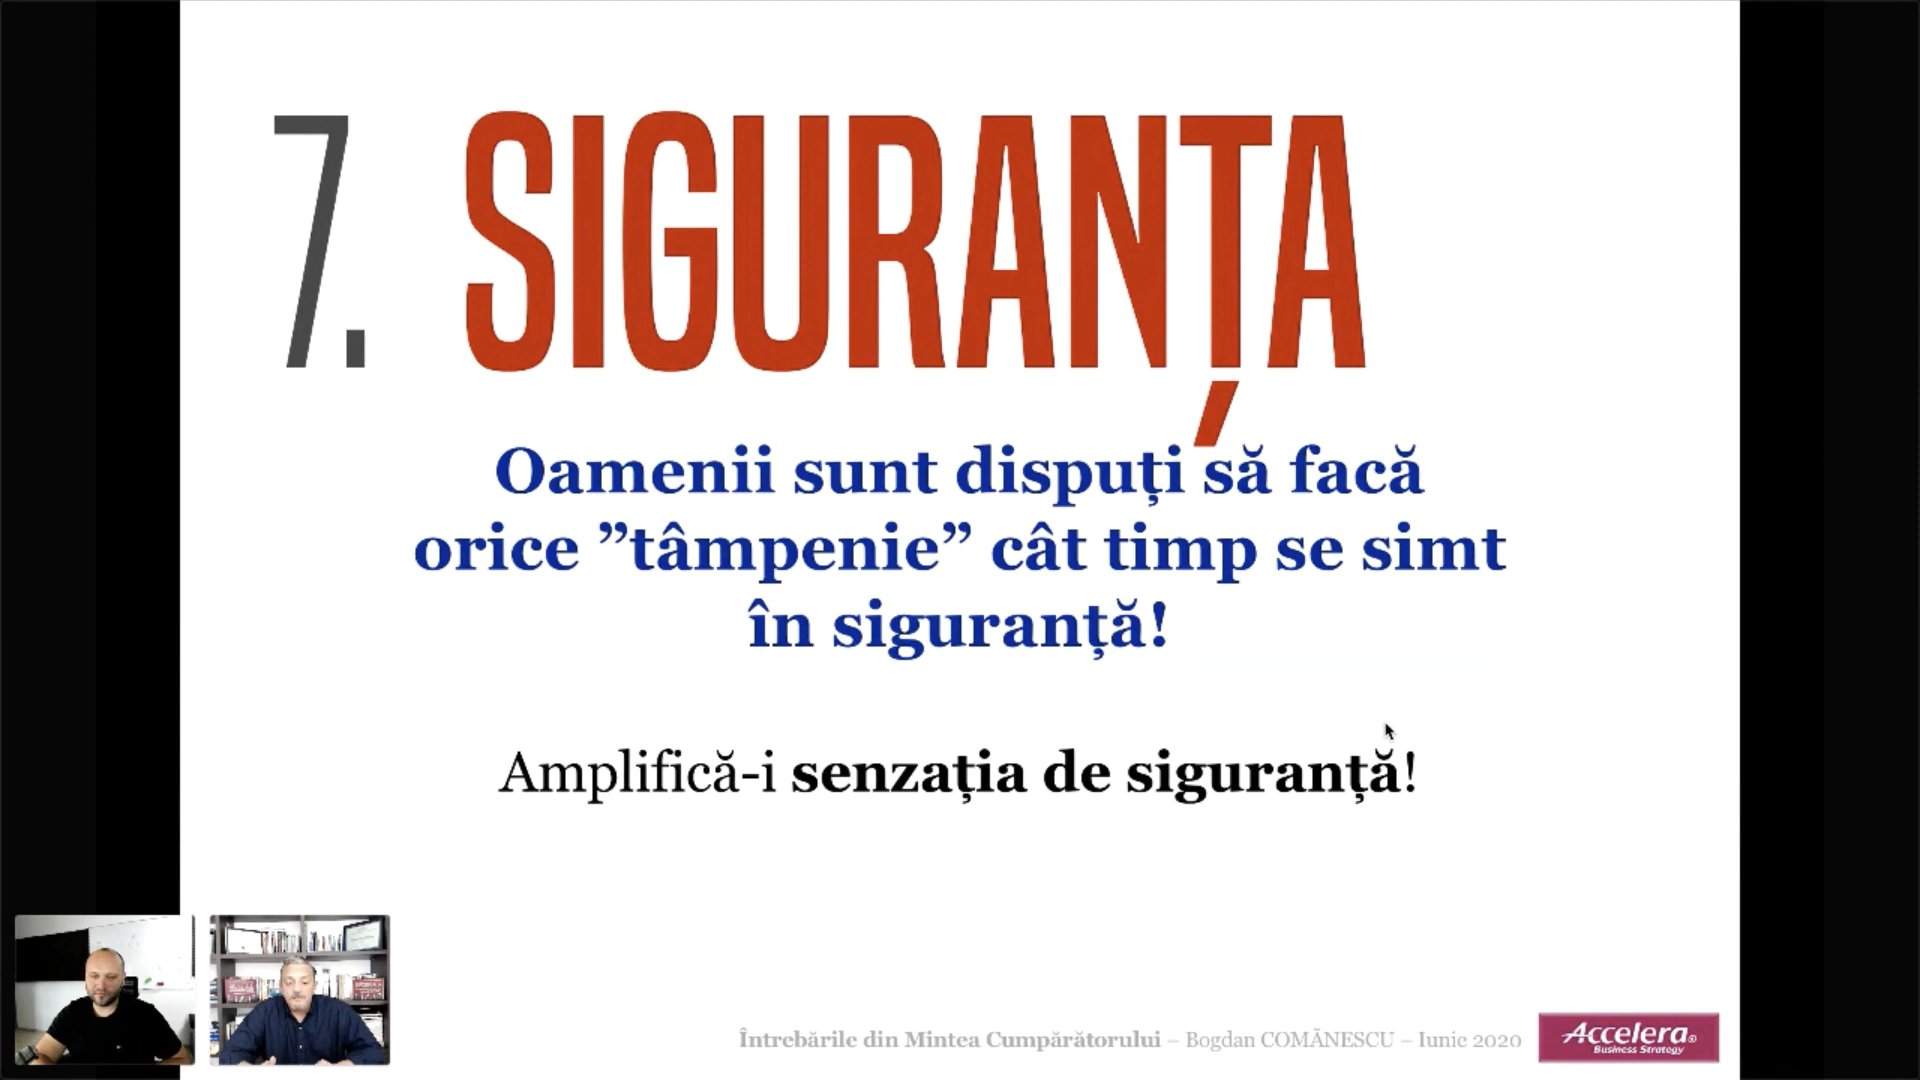 7. SIGURANȚA
Oamenii sunt dispuți să facă
orice ”tâmpenie” cât timp se simt
în siguranță!
Amplifică-i senzația de siguranță!
Întrebările din Mintea Cumpărătorului – Bogdan COMĂNESCU – Iunie 2020
Accelera®
Business Strategy